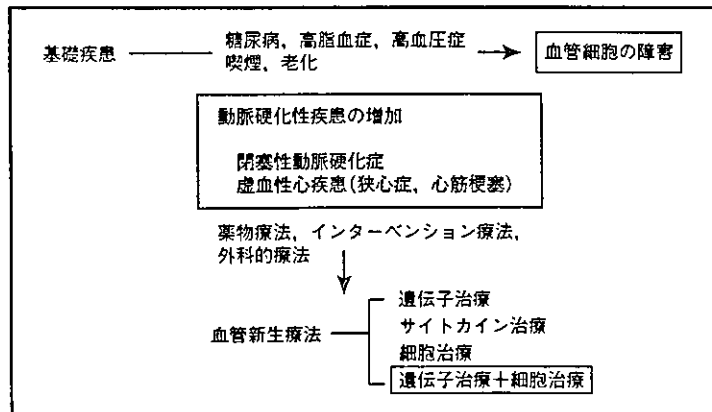 基礎疾患 糖尿病，高脂血症，高血圧症 血管細胞の障害
喫煙，老化
動脈硬化性疾患の増加
閉塞性動脈硬化症
虚血性心疾患(狭心症，心筋梗塞)
薬物療法，インターベンション療法，
外科的療法
血管新生療法
遺伝子治療
サイトカイン治療
細胞治療
遺伝子治療＋細胞治療